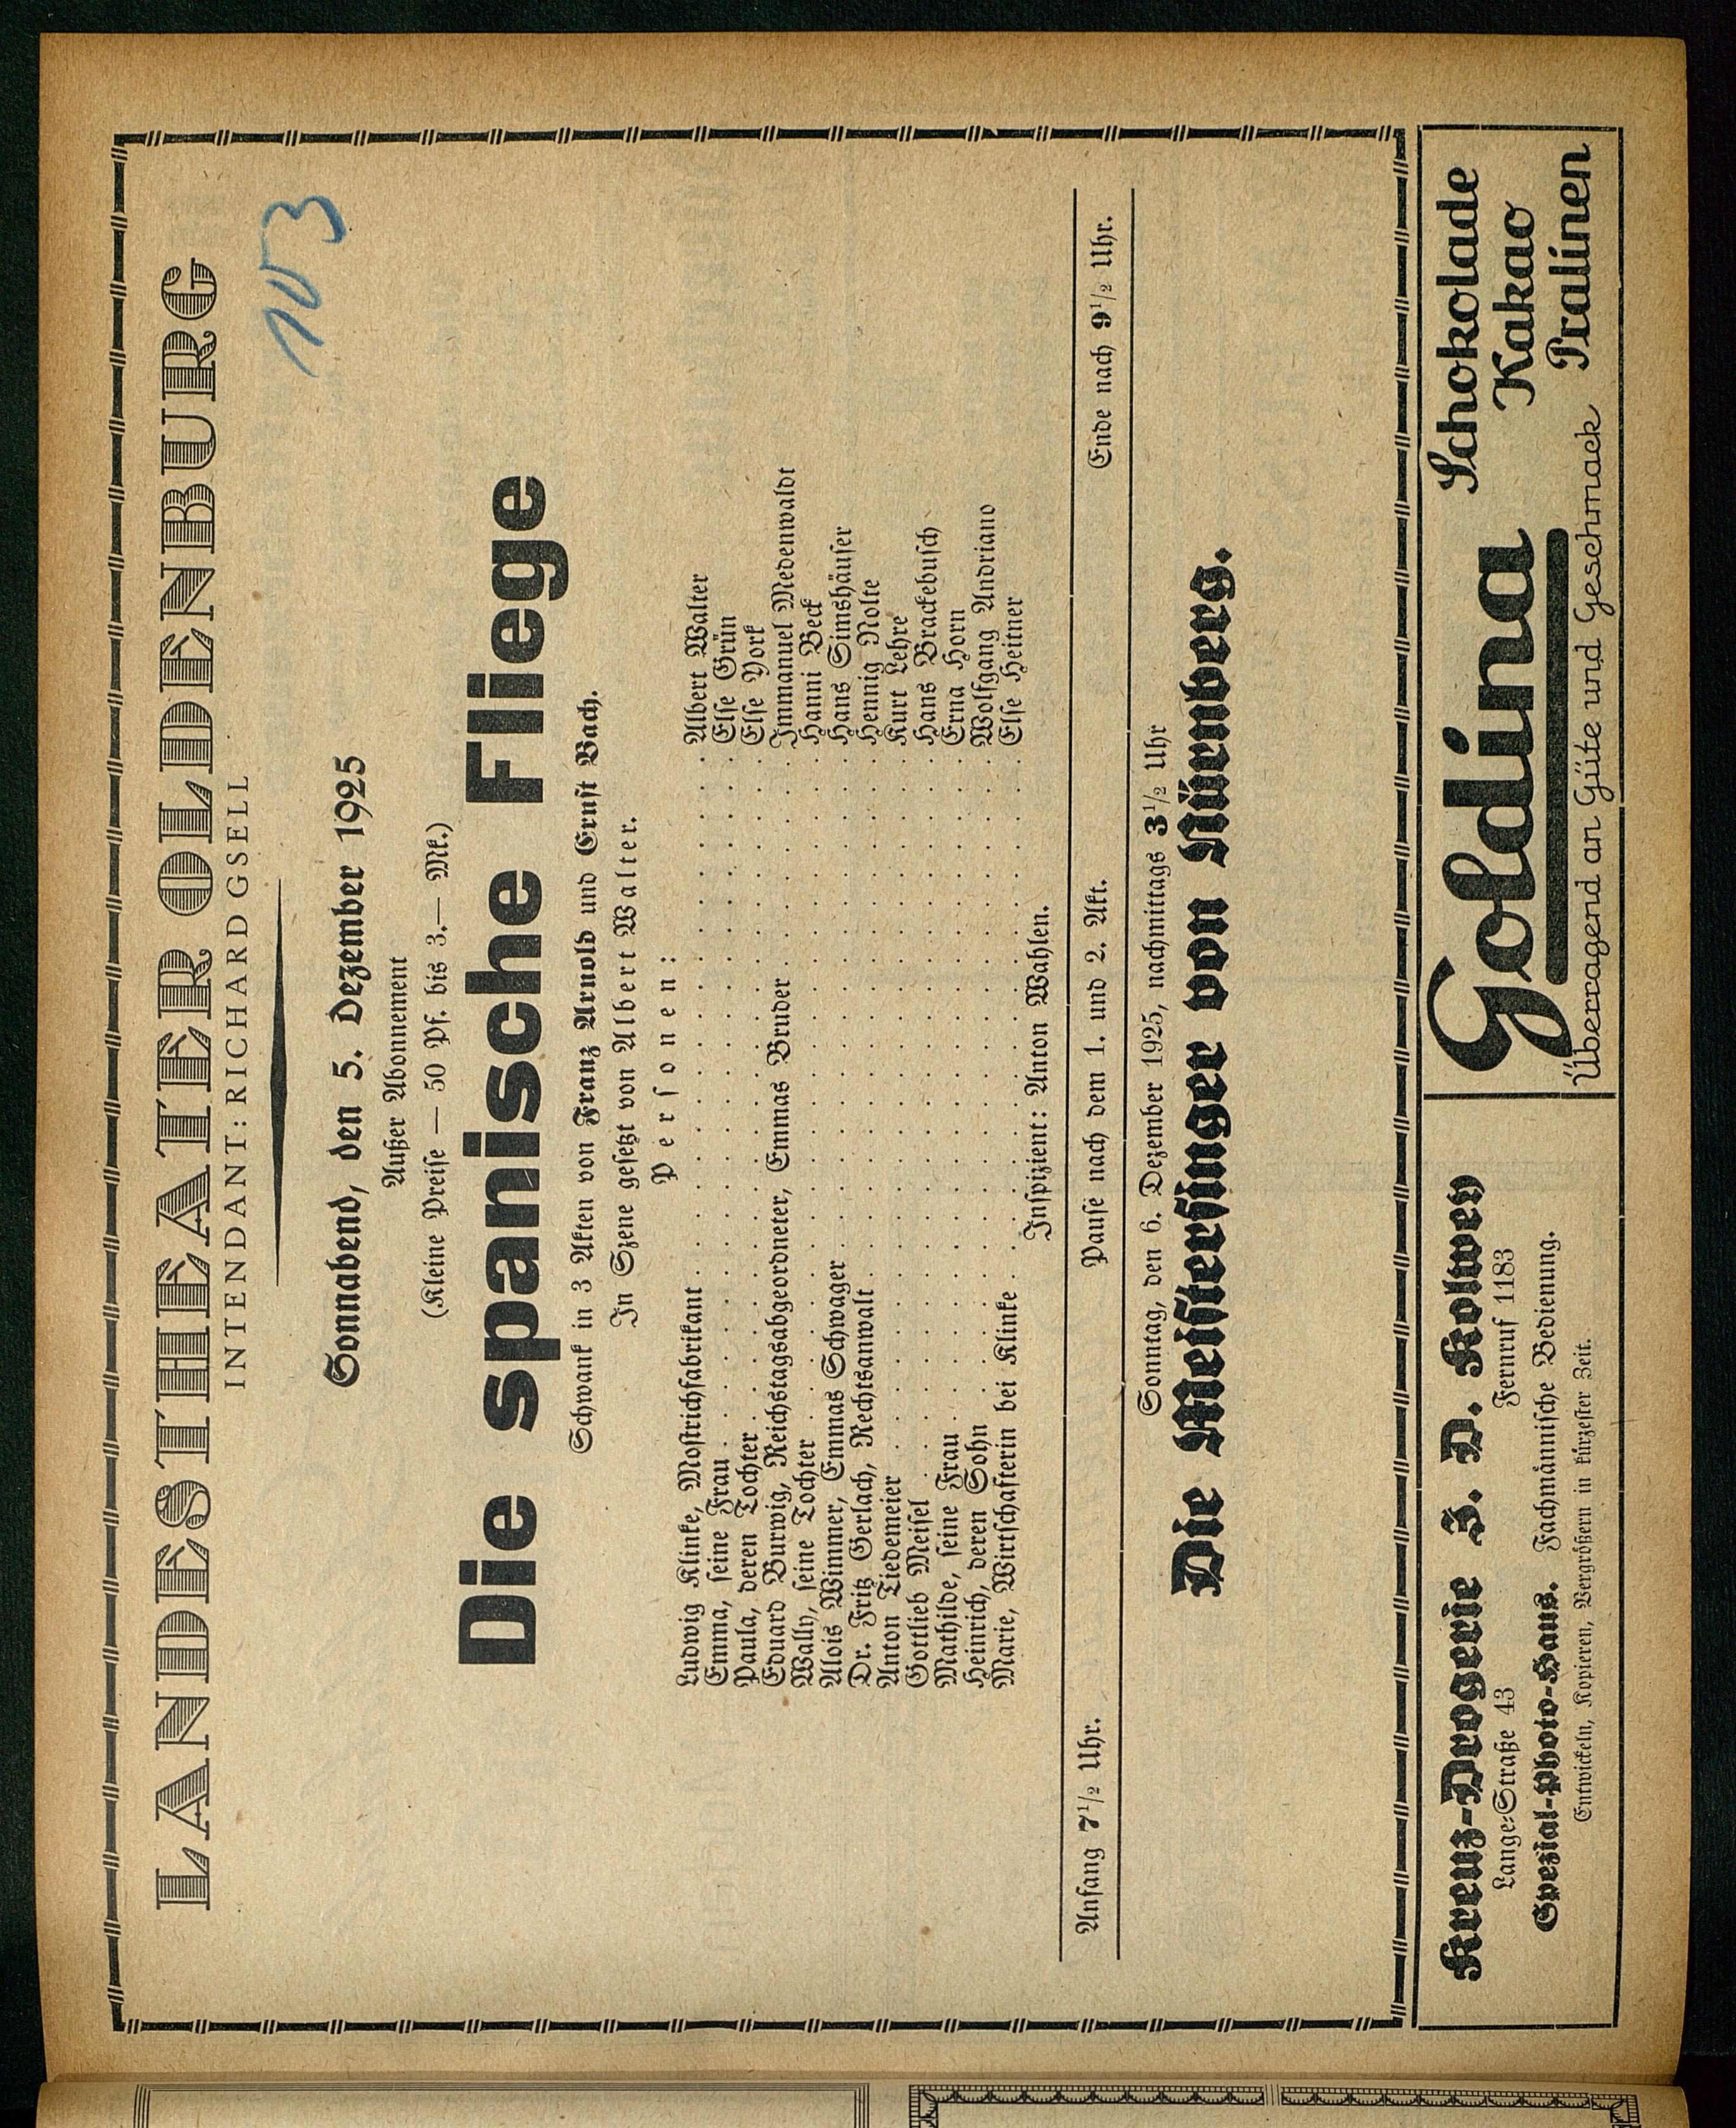 LANDESTHEATER OLDENBURG
INTENDANT: RICHARD GSELL
103
Sonnabend, den 5. Dezember 1925
Außer Abonnement
(Kleine Preise — 50 Pf. bis 3.— Mk.)
Die spanische Fliege
Schwank in 3 Akten von Franz Arnold und Ernst Bach.
In Szene gesetzt von Albert Walter.
Personen:
Ludwig Klinke, Mostrichfabrikant . . . . . . . . . . Albert Walter
Emma, seine Frau . . . . . . . . . . Else Grün
Paula, deren Tochter . . . . . . . . . . Else York
Eduard Burwig, Reichstagsabgeordneter, Emmas Bruder . . . . . . . . . . Immanuel Medenwaldt
Wally, seine Tochter . . . . . . . . . . Hanni Beck
Alois Wimmer, Emmas Schwager . . . . . . . . . . Hans Simshäuser
Dr. Fritz Gerlach, Rechtsanwalt . . . . . . . . . . Hennig Nolte
Anton Tiedemeier . . . . . . . . . . Kurt Lehre
Gottlieb Meisel . . . . . . . . . . Hans Brackebusch
Mathilde, seine Frau . . . . . . . . . . Erna Horn
Heinrich, deren Sohn . . . . . . . . . . Wolfgang Andriano
Marie, Wirtschafterin bei Klinke . . . . . . . . . . Else Heitner
Inspizient: Anton Wahlen.
Anfang 7½ Uhr. Pause nach dem 1. und 2. Akt. Ende nach 9½ Uhr.
Sonntag, den 6. Dezember 1925, nachmittags 3½ Uhr
Die Meistersinger von Nürnberg.
Kreuz-Drogerie J. D. Kolwey
Lange-Straße 43 Fernruf 1183
Spezial-Photo-Haus. Fachmännische Bedienung.
Entwickeln, Kopieren, Vergrößern in kürzester Zeit.
Goldina Schokolade
Kakao
Pralinen
Überragend an Güte und Geschmack